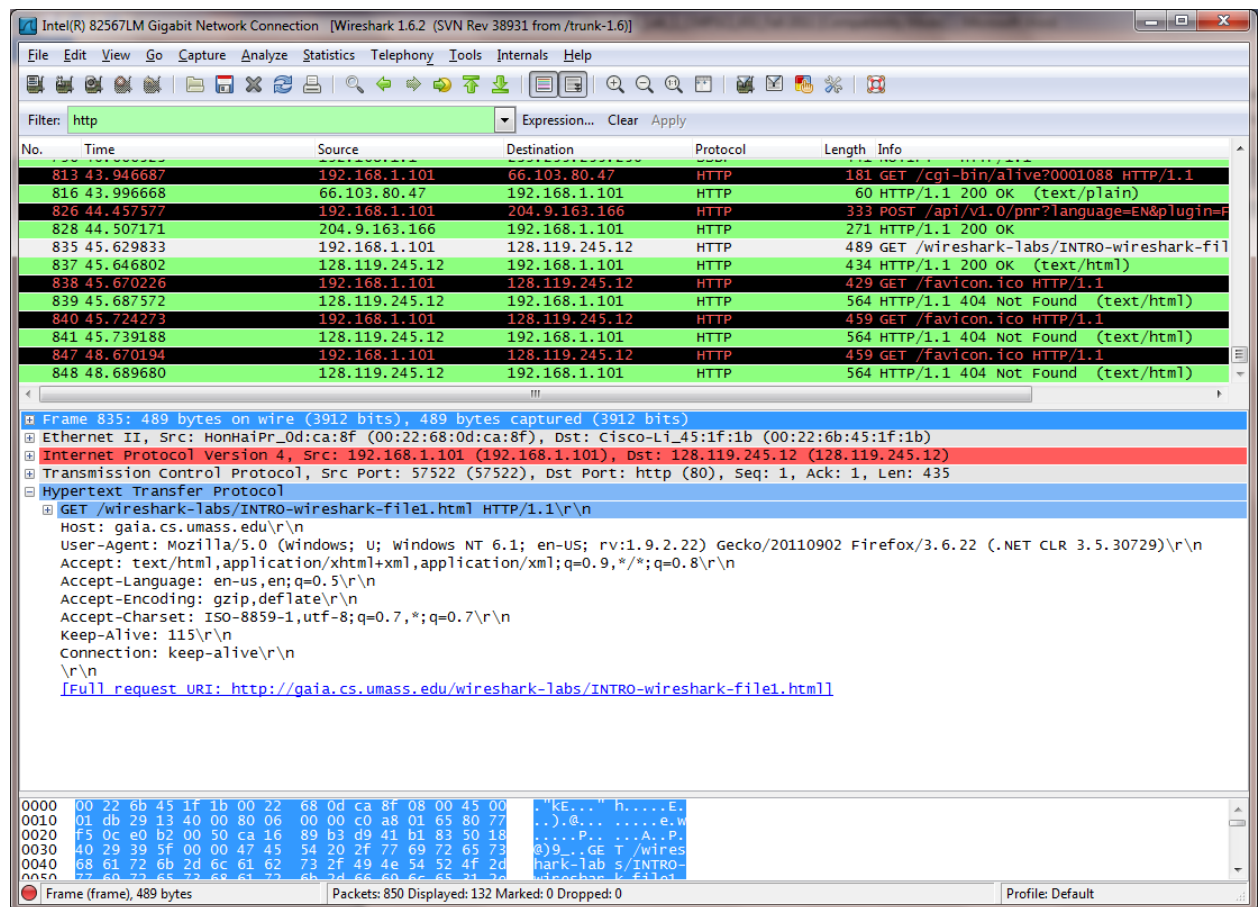 Intel(R) 82567LM Gigabit Network Connection [Wireshark 1.6.2 (SVN Rev 38931 from /trunk-1.6)]
File Edit View Go Capture Analyze Statistics Telephony Tools Internals Help
Filter: http Expression... Clear Apply
No. Time Source Destination Protocol Length Info
813 43.946687 192.168.1.101 66.103.80.47 HTTP 181 GET /cgi-bin/alive?0001088 HTTP/1.1
816 43.996668 66.103.80.47 192.168.1.101 HTTP 60 HTTP/1.1 200 OK (text/plain)
826 44.457577 192.168.1.101 204.9.163.166 HTTP 333 POST /api/v1.0/pnr?language=EN&plugin=F
828 44.507171 204.9.163.166 192.168.1.101 HTTP 271 HTTP/1.1 200 OK
835 45.629833 192.168.1.101 128.119.245.12 HTTP 489 GET /wireshark-labs/INTRO-wireshark-fil
837 45.646802 128.119.245.12 192.168.1.101 HTTP 434 HTTP/1.1 200 OK (text/html)
838 45.670226 192.168.1.101 128.119.245.12 HTTP 429 GET /favicon.ico HTTP/1.1
839 45.687572 128.119.245.12 192.168.1.101 HTTP 564 HTTP/1.1 404 Not Found (text/html)
840 45.724273 192.168.1.101 128.119.245.12 HTTP 459 GET /favicon.ico HTTP/1.1
841 45.739188 128.119.245.12 192.168.1.101 HTTP 564 HTTP/1.1 404 Not Found (text/html)
847 48.670194 192.168.1.101 128.119.245.12 HTTP 459 GET /favicon.ico HTTP/1.1
848 48.689680 128.119.245.12 192.168.1.101 HTTP 564 HTTP/1.1 404 Not Found (text/html)
Frame 835: 489 bytes on wire (3912 bits), 489 bytes captured (3912 bits)
Ethernet II, Src: HonHaiPr_0d:ca:8f (00:22:68:0d:ca:8f), Dst: Cisco-Li_45:1f:1b (00:22:6b:45:1f:1b)
Internet Protocol Version 4, Src: 192.168.1.101 (192.168.1.101), Dst: 128.119.245.12 (128.119.245.12)
Transmission Control Protocol, Src Port: 57522 (57522), Dst Port: http (80), Seq: 1, Ack: 1, Len: 435
Hypertext Transfer Protocol
GET /wireshark-labs/INTRO-wireshark-file1.html HTTP/1.1\r\n
Host: gaia.cs.umass.edu\r\n
User-Agent: Mozilla/5.0 (Windows; U; Windows NT 6.1; en-US; rv:1.9.2.22) Gecko/20110902 Firefox/3.6.22 (.NET CLR 3.5.30729)\r\n
Accept: text/html,application/xhtml+xml,application/xml;q=0.9,*/*;q=0.8\r\n
Accept-Language: en-us,en;q=0.5\r\n
Accept-Encoding: gzip,deflate\r\n
Accept-Charset: ISO-8859-1,utf-8;q=0.7,*;q=0.7\r\n
Keep-Alive: 115\r\n
Connection: keep-alive\r\n
\r\n
[Full request URI: http://gaia.cs.umass.edu/wireshark-labs/INTRO-wireshark-file1.html]
0000 00 22 6b 45 1f 1b 00 22 68 0d ca 8f 08 00 45 00 ."kE..." h.....E.
0010 01 db 29 13 40 00 80 06 00 00 c0 a8 01 65 80 77 ..).@... .....e.w
0020 f5 0c e0 b2 00 50 ca 16 89 b3 d9 41 b1 83 50 18 .....P.. ...A..P.
0030 40 29 39 5f 00 00 47 45 54 20 2f 77 69 72 65 73 @)9_..GE T /wires
0040 68 61 72 6b 2d 6c 61 62 73 2f 49 4e 54 52 4f 2d hark-lab s/INTRO-
0050 77 69 72 65 73 68 61 72 6b 2d 66 69 6c 65 31 2e wireshar k-file1.
Frame (frame), 489 bytes Packets: 850 Displayed: 132 Marked: 0 Dropped: 0 Profile: Default